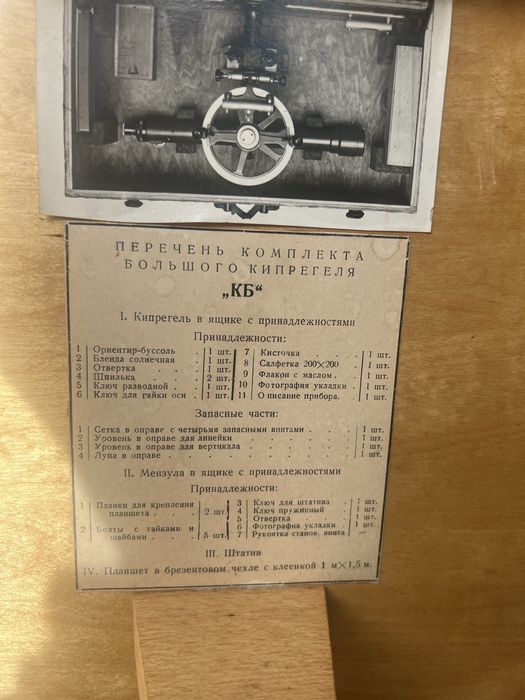 ПЕРЕЧЕНЬ КОМПЛЕКТА
БОЛЬШОГО КИПРЕГЕЛЯ
„КБ“
I. Кипрегель в ящике с принадлежностями
Принадлежности:
1 Ориентир-буссоль 1 шт.
2 Бленда солнечная 1 шт.
3 Отвертка . . 1 шт.
4 Шпилька . . 2 шт.
5 Ключ разводной . 1 шт.
6 Ключ для гайки оси . 1 шт.
7 Кисточка . . . . 1 шт.
8 Салфетка 200×200 1 шт.
9 Флакон с маслом . 1 шт.
10 Фотография укладки . 1 шт.
11 Описание прибора. 1 шт.
Запасные части:
1 Сетка в оправе с четырьмя запасными винтами . . . . 1 шт.
2 Уровень в оправе для линейки . . . . . . 1 шт.
3 Уровень в оправе для вертикала . . . . . . 1 шт.
4 Лупа в оправе . . . . . . . . . 1 шт.
II. Мензула в ящике с принадлежностями
Принадлежности:
1 Планки для крепления
планшета . . . 2 шт.
2 Болты с гайками и
шайбами . . . 5 шт.
3 Ключ для штатива . 1 шт.
4 Ключ пружинный . 1 шт.
5 Отвертка . . . 1 шт.
6 Фотография укладки . 1 шт.
7 Рукоятка станов. винта —
III. Штатив
IV. Планшет в брезентовом чехле с клеенкой 1 м×1,5 м.